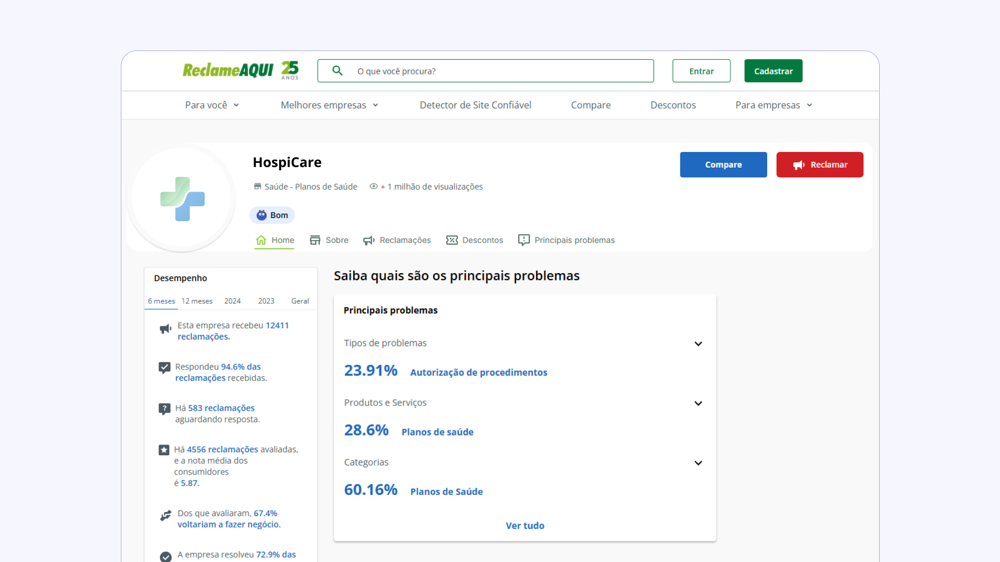 ReclameAQUI 25 ANOS
O que você procura?
Entrar
Cadastrar
Para você
Melhores empresas
Detector de Site Confiável
Compare
Descontos
Para empresas
HospiCare
Compare
Reclamar
Saúde - Planos de Saúde
+ 1 milhão de visualizações
Bom
Home
Sobre
Reclamações
Descontos
Principais problemas
Desempenho
6 meses
12 meses
2024
2023
Geral
Esta empresa recebeu 12411
reclamações.
Respondeu 94.6% das
reclamações recebidas.
Há 583 reclamações
aguardando resposta.
Há 4556 reclamações avaliadas,
e a nota média dos
consumidores
é 5.87.
Dos que avaliaram, 67.4%
voltariam a fazer negócio.
A empresa resolveu 72.9% das
Saiba quais são os principais problemas
Principais problemas
Tipos de problemas
23.91% Autorização de procedimentos
Produtos e Serviços
28.6% Planos de saúde
Categorias
60.16% Planos de Saúde
Ver tudo